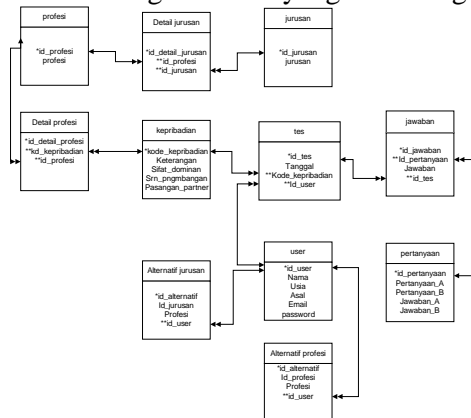 profesi
*id_profesi
profesi
Detail jurusan
*id_detail_jurusan
**id_profesi
**id_jurusan
jurusan
*id_jurusan
jurusan
Detail profesi
*id_detail_profesi
**kd_kepribadian
**id_profesi
kepribadian
*kode_kepribadian
Keterangan
Sifat_dominan
Srn_pngmbangan
Pasangan_partner
tes
*id_tes
Tanggal
**Kode_kepribadian
**Id_user
jawaban
*id_jawaban
**Id_pertanyaan
Jawaban
**id_tes
Alternatif jurusan
*id_alternatif
Id_jurusan
Profesi
**id_user
user
*id_user
Nama
Usia
Asal
Email
password
pertanyaan
*id_pertanyaan
Pertanyaan_A
Pertanyaan_B
Jawaban_A
Jawaban_B
Alternatif profesi
*id_alternatif
Id_profesi
Profesi
**id_user